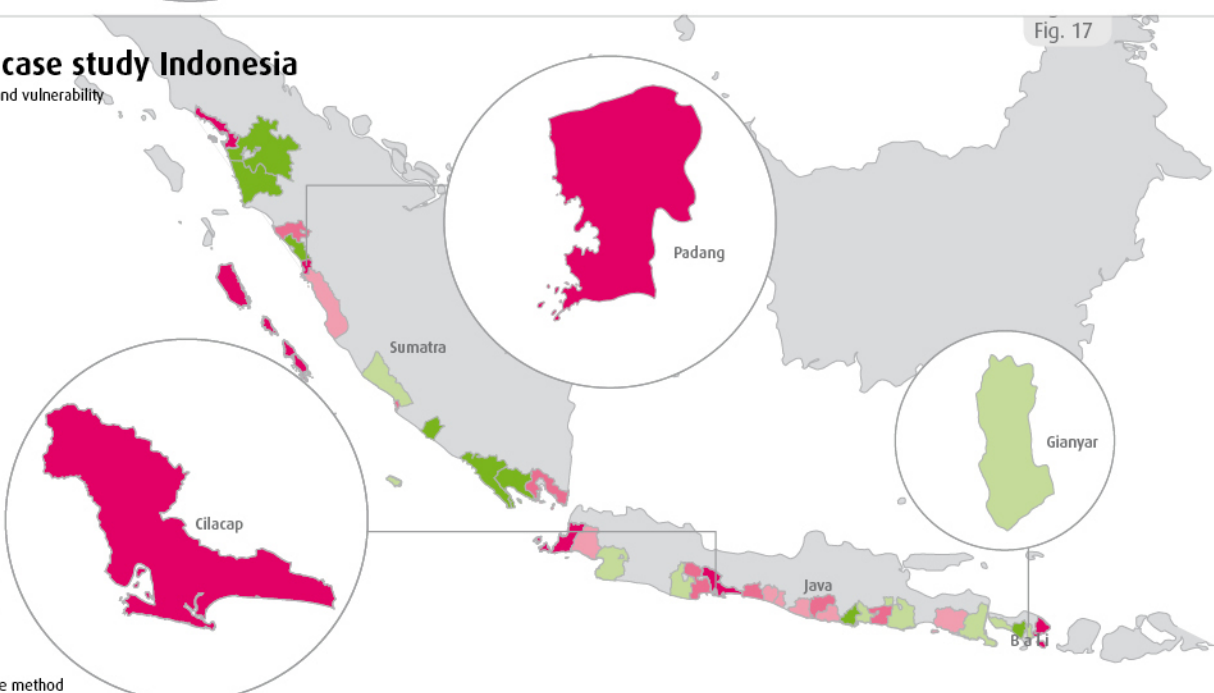 Fig. 17
case study Indonesia
nd vulnerability
Padang
Sumatra
Gianyar
Cilacap
Java
Bali
e method